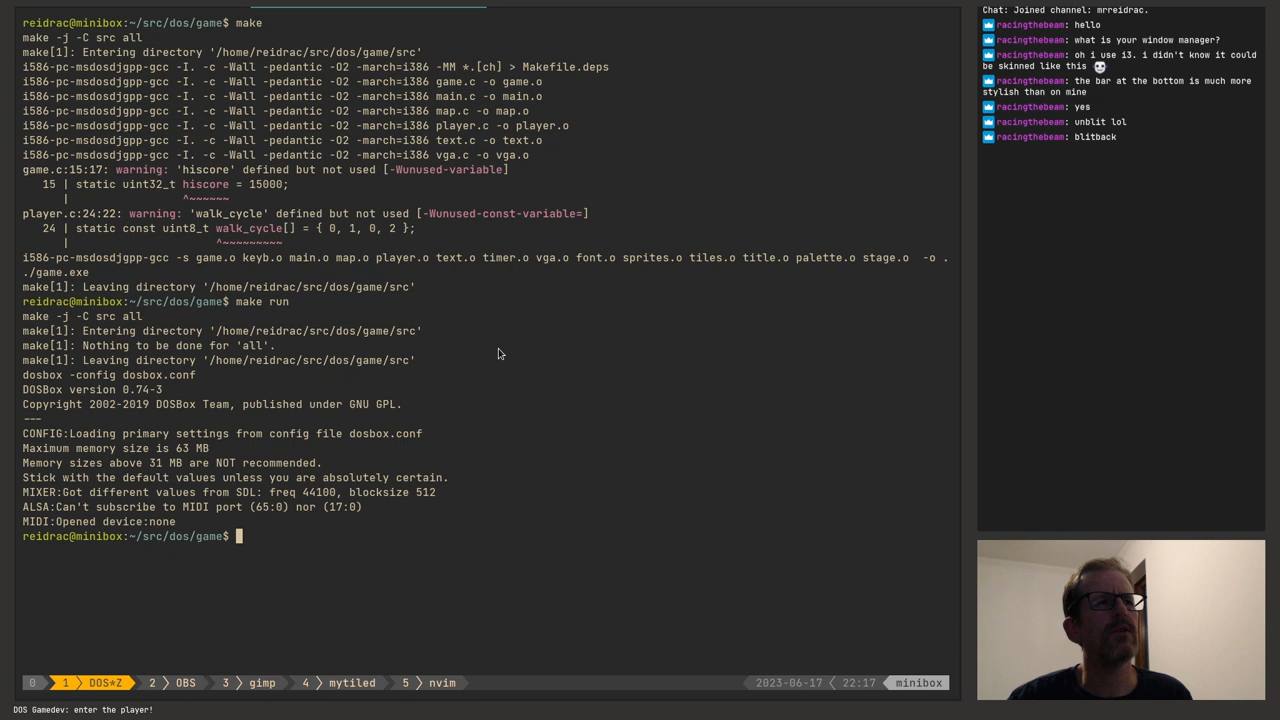 reidrac@minibox:~/src/dos/game$ make
make -j -C src all
make[1]: Entering directory '/home/reidrac/src/dos/game/src'
i586-pc-msdosdjgpp-gcc -I. -c -Wall -pedantic -O2 -march=i386 -MM *.[ch] > Makefile.deps
i586-pc-msdosdjgpp-gcc -I. -c -Wall -pedantic -O2 -march=i386 game.c -o game.o
i586-pc-msdosdjgpp-gcc -I. -c -Wall -pedantic -O2 -march=i386 main.c -o main.o
i586-pc-msdosdjgpp-gcc -I. -c -Wall -pedantic -O2 -march=i386 map.c -o map.o
i586-pc-msdosdjgpp-gcc -I. -c -Wall -pedantic -O2 -march=i386 player.c -o player.o
i586-pc-msdosdjgpp-gcc -I. -c -Wall -pedantic -O2 -march=i386 text.c -o text.o
i586-pc-msdosdjgpp-gcc -I. -c -Wall -pedantic -O2 -march=i386 vga.c -o vga.o
game.c:15:17: warning: 'hiscore' defined but not used [-Wunused-variable]
   15 | static uint32_t hiscore = 15000;
      |                 ^~~~~~~
player.c:24:22: warning: 'walk_cycle' defined but not used [-Wunused-const-variable=]
   24 | static const uint8_t walk_cycle[] = { 0, 1, 0, 2 };
      |                      ^~~~~~~~~~
i586-pc-msdosdjgpp-gcc -s game.o keyb.o main.o map.o player.o text.o timer.o vga.o font.o sprites.o tiles.o title.o palette.o stage.o  -o .
./game.exe
make[1]: Leaving directory '/home/reidrac/src/dos/game/src'
reidrac@minibox:~/src/dos/game$ make run
make -j -C src all
make[1]: Entering directory '/home/reidrac/src/dos/game/src'
make[1]: Nothing to be done for 'all'.
make[1]: Leaving directory '/home/reidrac/src/dos/game/src'
dosbox -config dosbox.conf
DOSBox version 0.74-3
Copyright 2002-2019 DOSBox Team, published under GNU GPL.
---
CONFIG:Loading primary settings from config file dosbox.conf
Maximum memory size is 63 MB
Memory sizes above 31 MB are NOT recommended.
Stick with the default values unless you are absolutely certain.
MIXER:Got different values from SDL: freq 44100, blocksize 512
ALSA:Can't subscribe to MIDI port (65:0) nor (17:0)
MIDI:Opened device:none
reidrac@minibox:~/src/dos/game$
0 1 DOS*Z 2 OBS 3 gimp 4 mytiled 5 nvim 2023-06-17 22:17 minibox
DOS Gamedev: enter the player!
Chat: Joined channel: mrreidrac.
racingthebeam: hello
racingthebeam: what is your window manager?
racingthebeam: oh i use i3. i didn't know it could
be skinned like this
racingthebeam: the bar at the bottom is much more
stylish than on mine
racingthebeam: yes
racingthebeam: unblit lol
racingthebeam: blitback